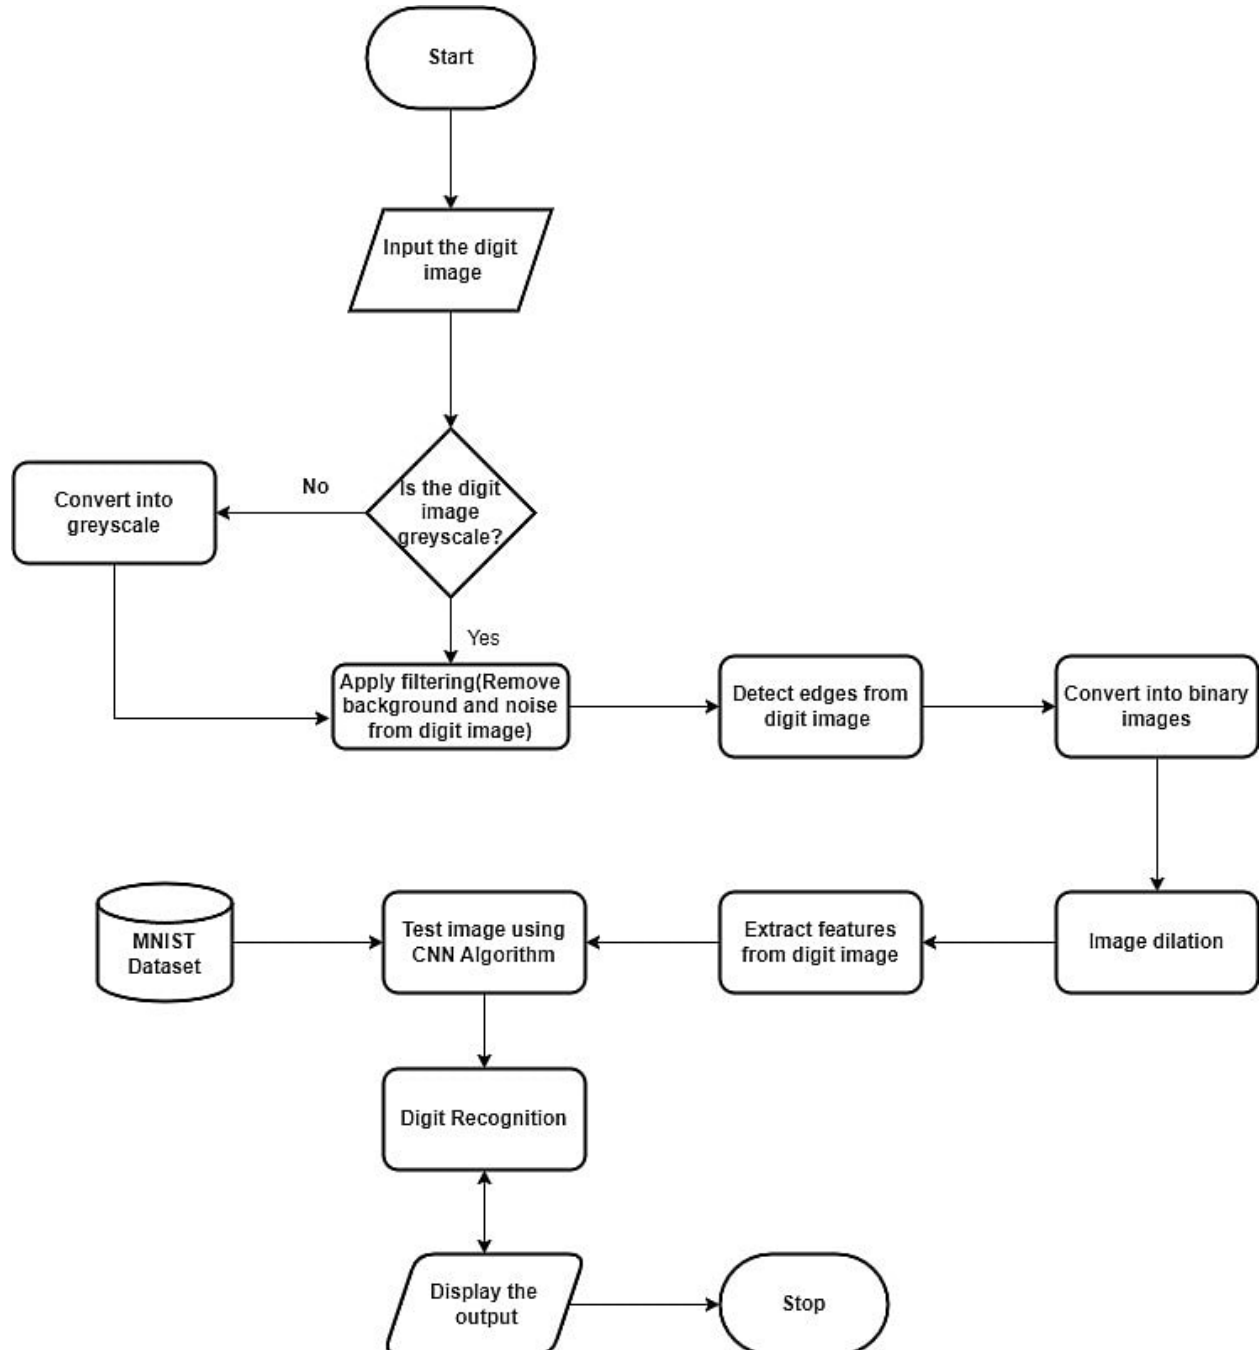 Start
Input the digit
image
Is the digit
image
greyscale?
No
Convert into
greyscale
Yes
Apply filtering(Remove
background and noise
from digit image)
Detect edges from
digit image
Convert into binary
images
Image dilation
Extract features
from digit image
Test image using
CNN Algorithm
MNIST
Dataset
Digit Recognition
Display the
output
Stop